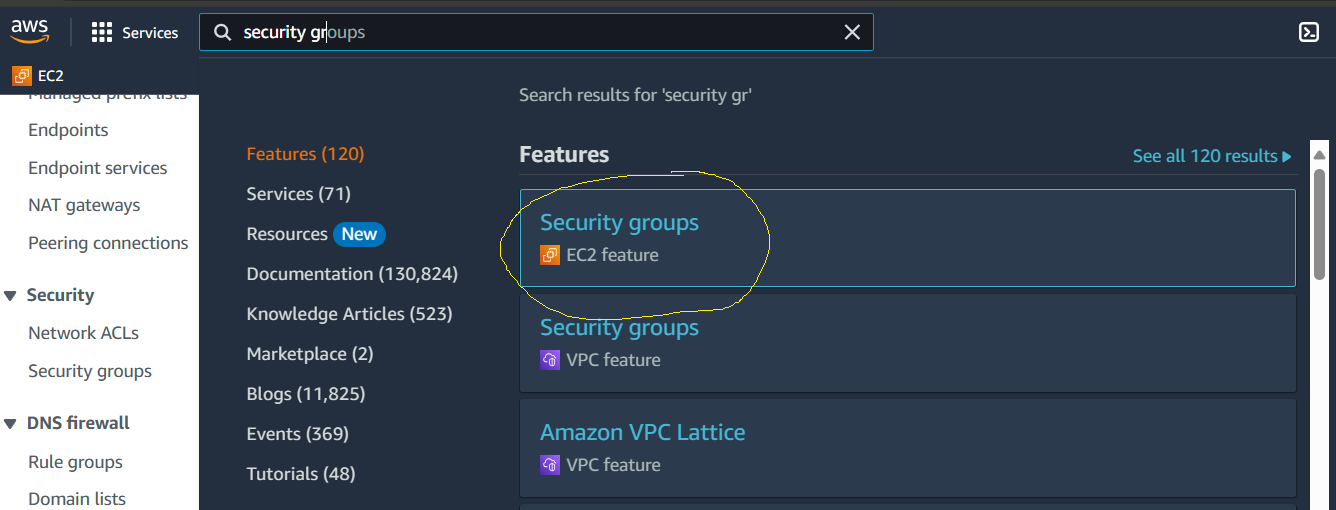 aws
Services
security groups
EC2
Managed prefix lists
Endpoints
Endpoint services
NAT gateways
Peering connections
Security
Network ACLs
Security groups
DNS firewall
Rule groups
Domain lists
Search results for 'security gr'
Features (120)
Services (71)
Resources New
Documentation (130,824)
Knowledge Articles (523)
Marketplace (2)
Blogs (11,825)
Events (369)
Tutorials (48)
Features
See all 120 results
Security groups
EC2 feature
Security groups
VPC feature
Amazon VPC Lattice
VPC feature